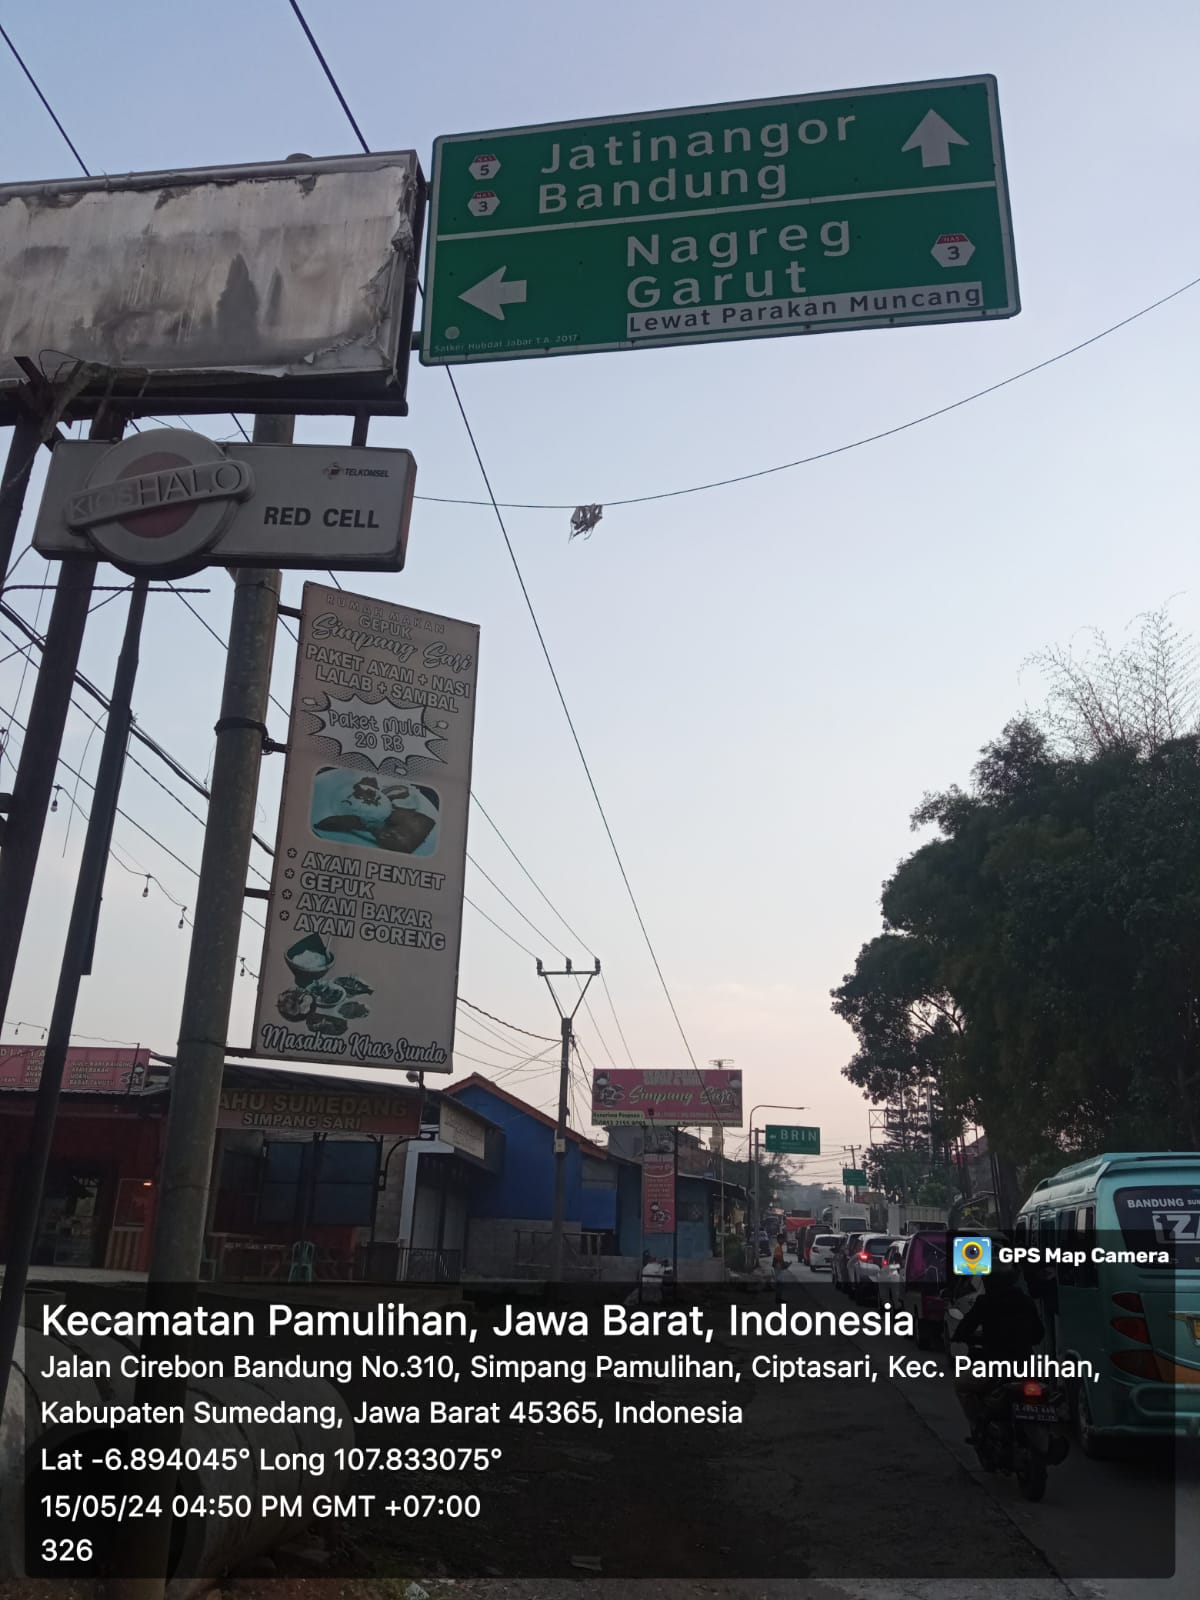 NAS
5
Jatinangor
NAS
3
Bandung
Nagreg
Garut
NAS
3
Lewat Parakan Muncang
Satker Hubdat Jabar T.A. 2017
KIOSHALO
TELKOMSEL
RED CELL
RUMAH MAKAN
GEPUK
Simpang Sari
PAKET AYAM + NASI
LALAB + SAMBAL
Paket Mulai
20 RB
* AYAM PENYET
* GEPUK
* AYAM BAKAR
* AYAM GORENG
Masakan Khas Sunda
AHU SUMEDANG
SIMPANG SARI
Simpang Sari
BRIN
BANDUNG
GPS Map Camera
Kecamatan Pamulihan, Jawa Barat, Indonesia
Jalan Cirebon Bandung No.310, Simpang Pamulihan, Ciptasari, Kec. Pamulihan,
Kabupaten Sumedang, Jawa Barat 45365, Indonesia
Lat -6.894045° Long 107.833075°
15/05/24 04:50 PM GMT +07:00
326